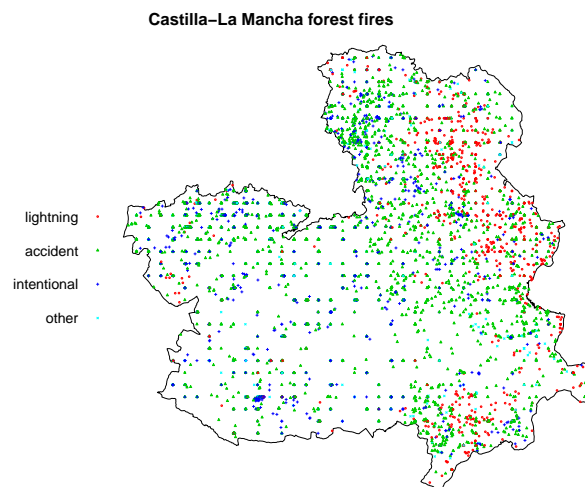 Castilla−La Mancha forest fires
lightning
accident
intentional
other